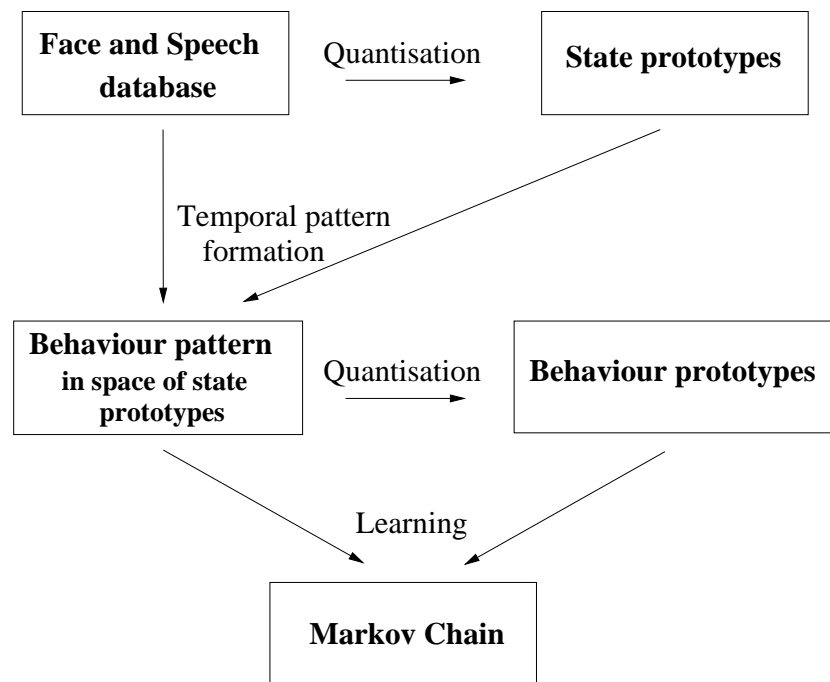 Face and Speech
database
Quantisation
State prototypes
Temporal pattern
formation
Behaviour pattern
in space of state
prototypes
Quantisation
Behaviour prototypes
Learning
Markov Chain